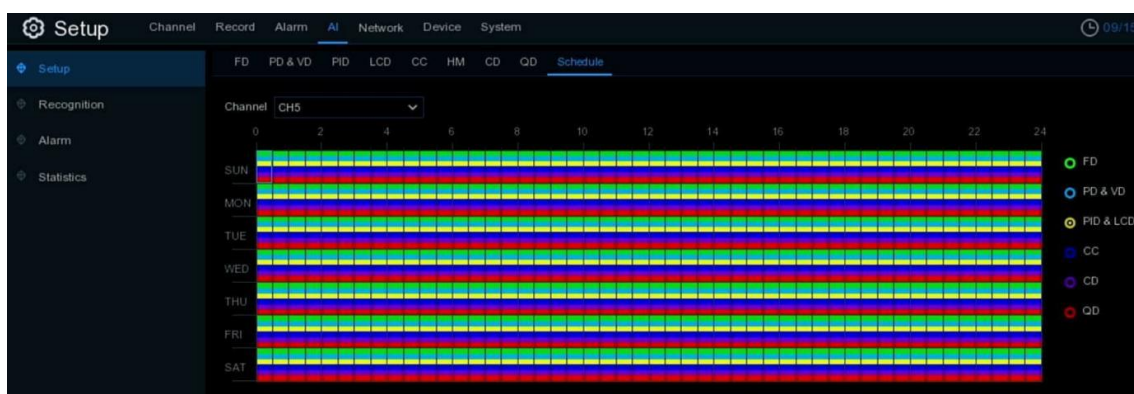 Setup Channel Record Alarm AI Network Device System 09/15
Setup FD PD & VD PID LCD CC HM CD QD Schedule
Recognition
Channel CH5
Alarm
0 2 4 6 8 10 12 14 16 18 20 22 24
Statistics
SUN
FD
MON
PD & VD
TUE
PID & LCD
WED
CC
THU
CD
FRI
QD
SAT